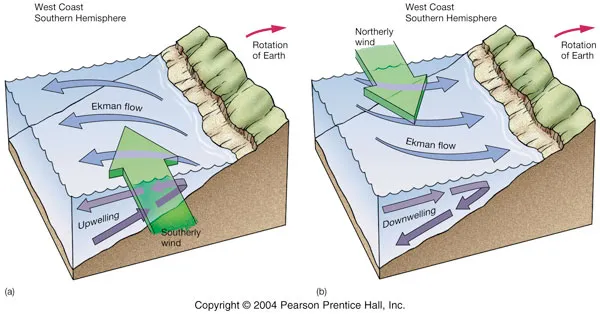 West Coast
Southern Hemisphere
Rotation
of Earth
Ekman flow
Upwelling
Southerly
wind
(a)
West Coast
Southern Hemisphere
Northerly
wind
Rotation
of Earth
Ekman flow
Downwelling
(b)
Copyright © 2004 Pearson Prentice Hall, Inc.